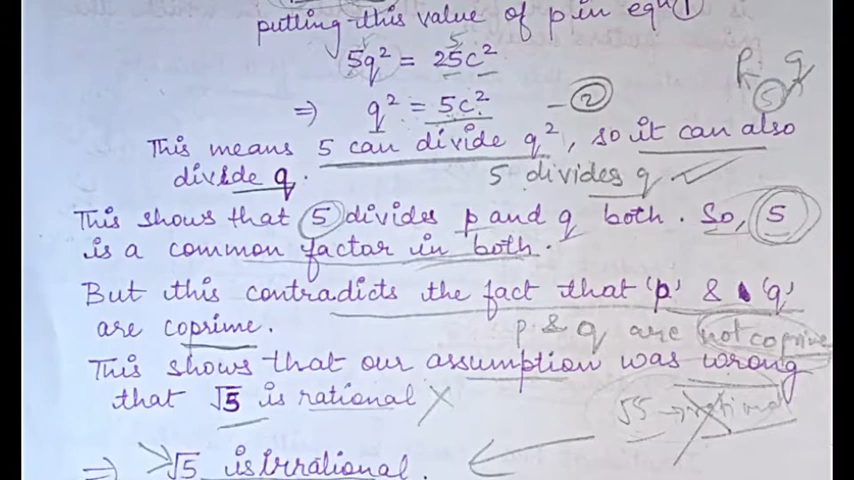 putting this value of p in equⁿ ①
5q² = 25c²
5 5
⇒ q² = 5c² – ②
p q
5
This means 5 can divide q², so it can also
divide q. 5 divides q ✓
This shows that 5 divides p and q both. So, 5
is a common factor in both.
But this contradicts the fact that 'p' & 'q'
are coprime. p & q are not coprime
This shows that our assumption was wrong
that √5 is rational ✗ √5 → rational
⇒ √5 is irrational.